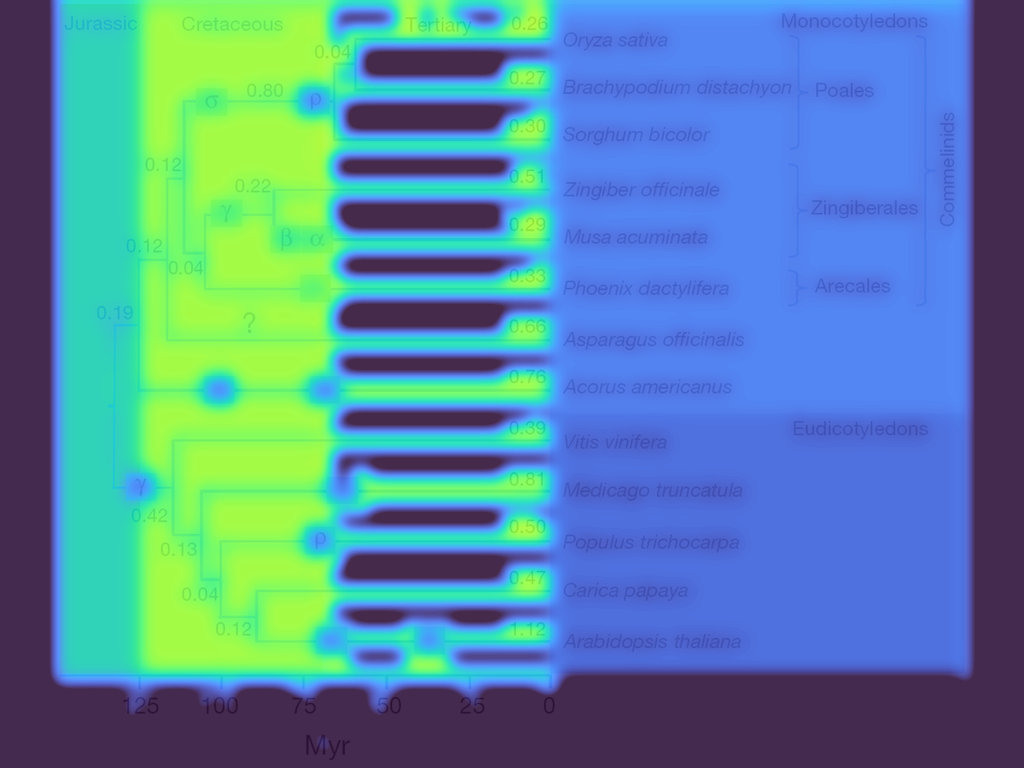 Jurassic Cretaceous Tertiary Monocotyledons
0.26 Oryza sativa
0.04
0.27 Brachypodium distachyon Poales
σ 0.80 ρ
0.30 Sorghum bicolor
0.12
0.51 Zingiber officinale
0.22
γ
Zingiberales
Commelinids
0.29 Musa acuminata
β α
0.12
0.04
0.33 Phoenix dactylifera Arecales
0.19
?
0.66 Asparagus officinalis
0.76 Acorus americanus
0.39 Vitis vinifera Eudicotyledons
γ
0.81 Medicago truncatula
0.42
0.50 Populus trichocarpa
ρ
0.13
0.47 Carica papaya
0.04
1.12 Arabidopsis thaliana
0.12
125 100 75 50 25 0
Myr